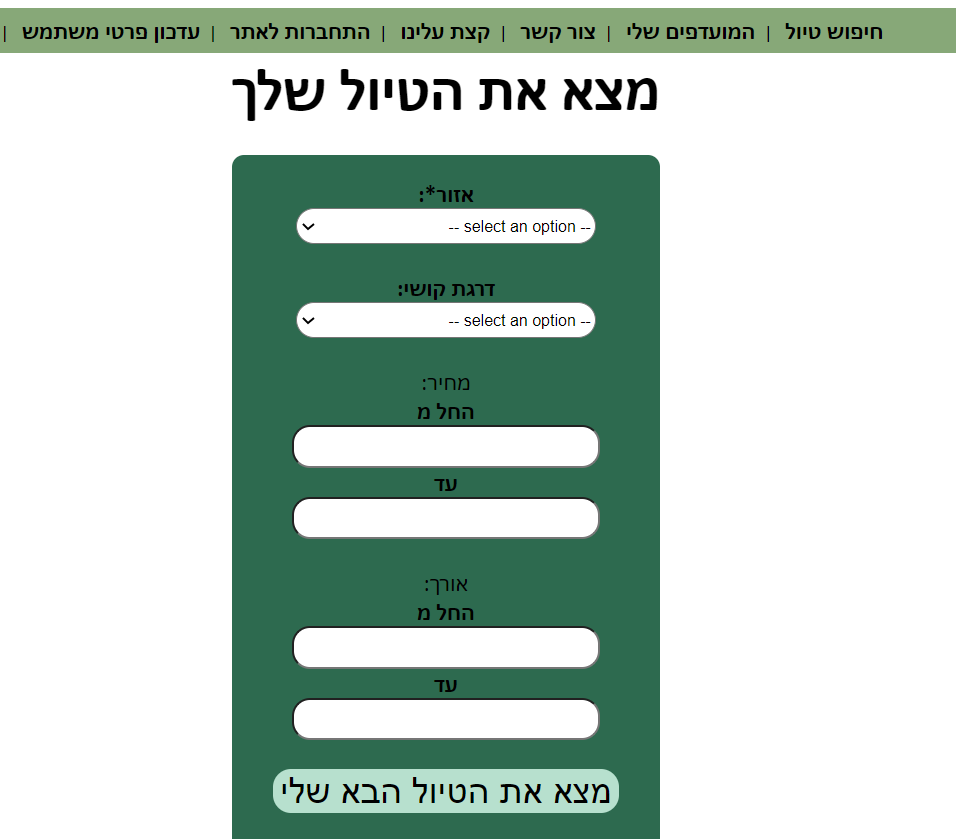 חיפוש טיול | המועדפים שלי | צור קשר | קצת עלינו | התחברות לאתר | עדכון פרטי משתמש |
מצא את הטיול שלך
אזור*:
-- select an option --
דרגת קושי:
-- select an option --
מחיר:
החל מ
עד
אורך:
החל מ
עד
מצא את הטיול הבא שלי